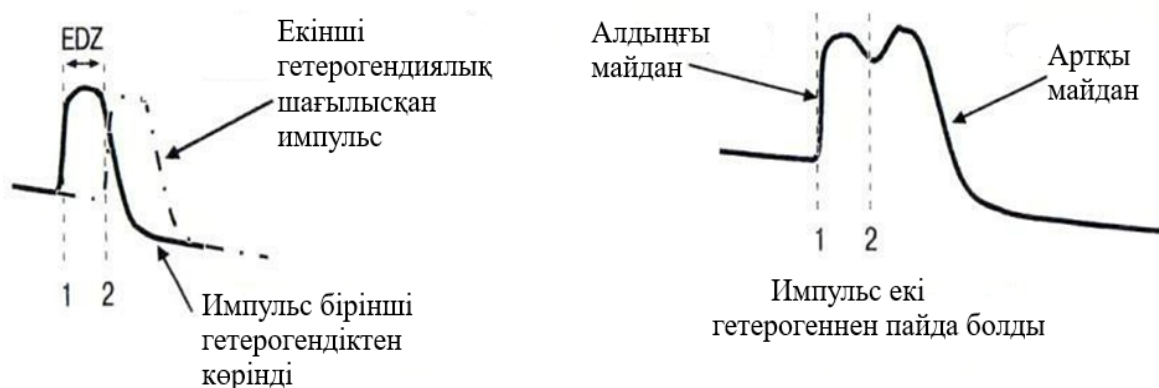 EDZ
Екінші
гетерогендиялық
шағылысқан
импульс
1 2
Импульс бірінші
гетерогендіктен
көрінді
Алдыңғы
майдан
Артқы
майдан
1 2
Импульс екі
гетерогеннен пайда болды